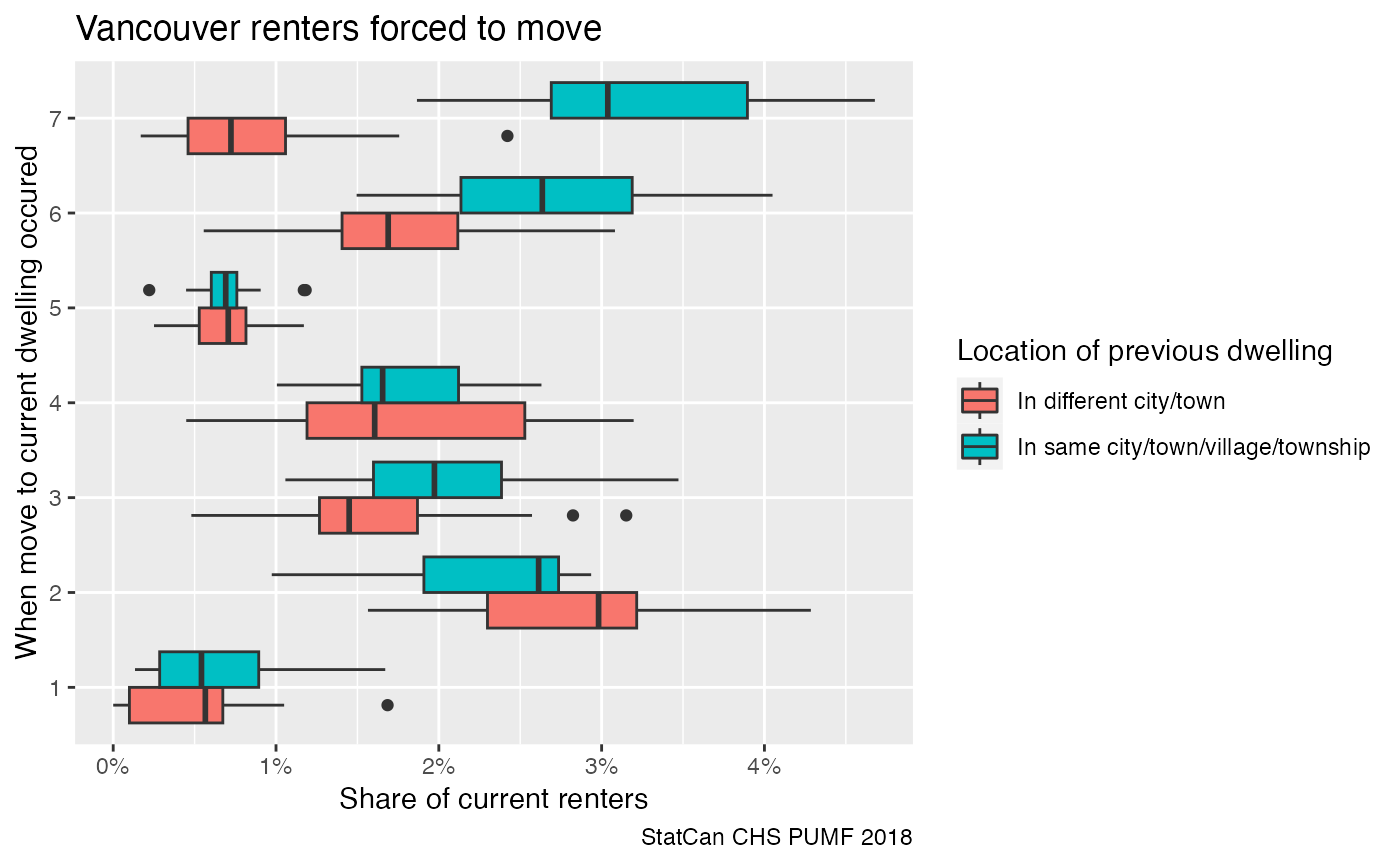 Vancouver renters forced to move
When move to current dwelling occured
7
6
5
4
3
2
1
0%
1%
2%
3%
4%
Share of current renters
StatCan CHS PUMF 2018
Location of previous dwelling
In different city/town
In same city/town/village/township